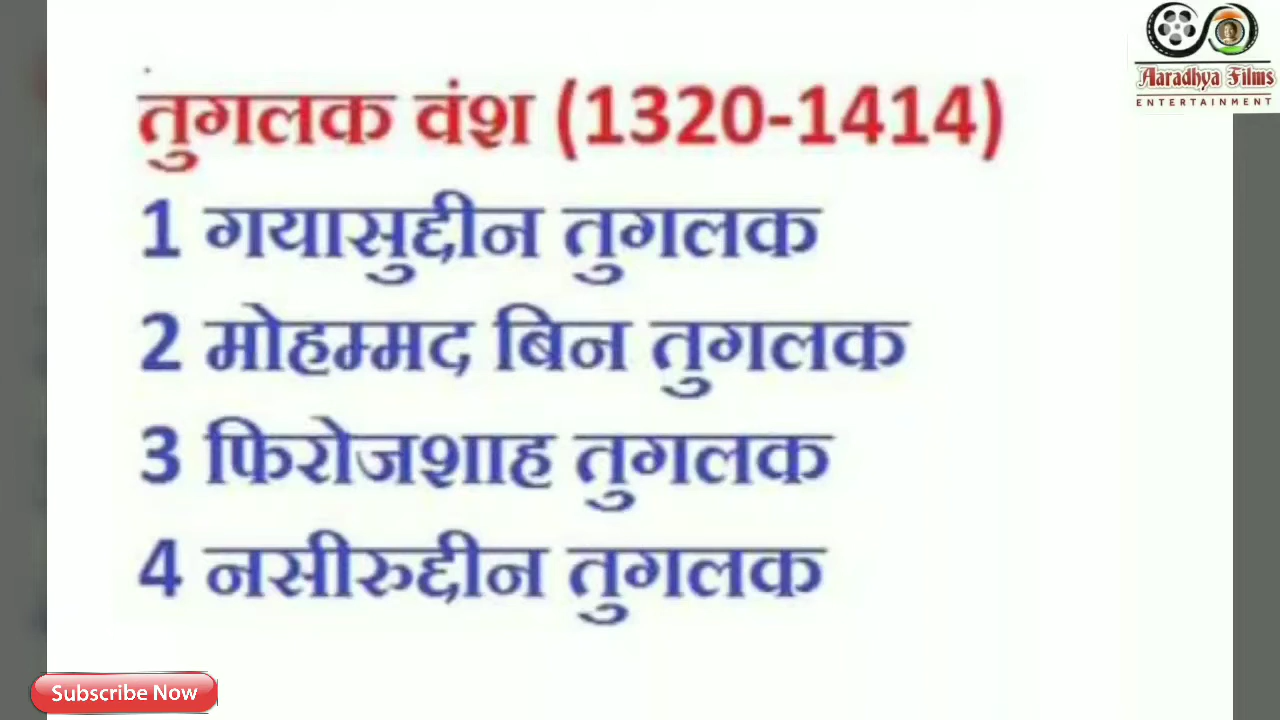 Aaradhya Films
ENTERTAINMENT
तुगलक वंश (1320-1414)
1 गयासुद्दीन तुगलक
2 मोहम्मद बिन तुगलक
3 फिरोजशाह तुगलक
4 नसीरुद्दीन तुगलक
Subscribe Now